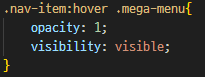 .nav-item:hover .mega-menu{
    opacity: 1;
    visibility: visible;
}